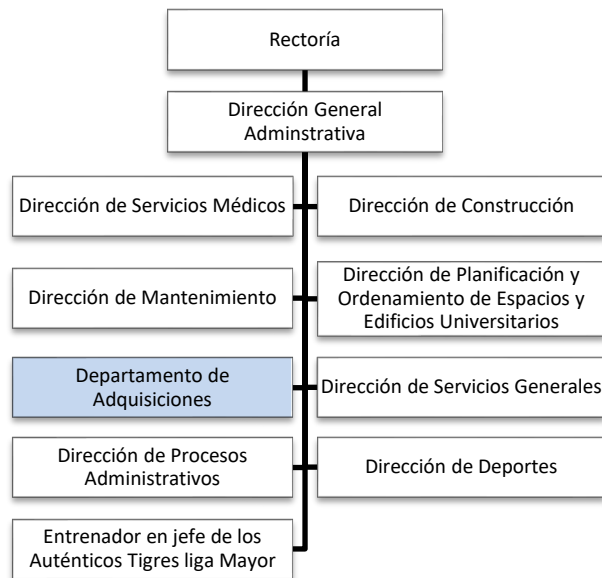 Rectoría
Dirección General
Adminstrativa
Dirección de Servicios Médicos
Dirección de Construcción
Dirección de Mantenimiento
Dirección de Planificación y
Ordenamiento de Espacios y
Edificios Universitarios
Departamento de
Adquisiciones
Dirección de Servicios Generales
Dirección de Procesos
Administrativos
Dirección de Deportes
Entrenador en jefe de los
Auténticos Tigres liga Mayor